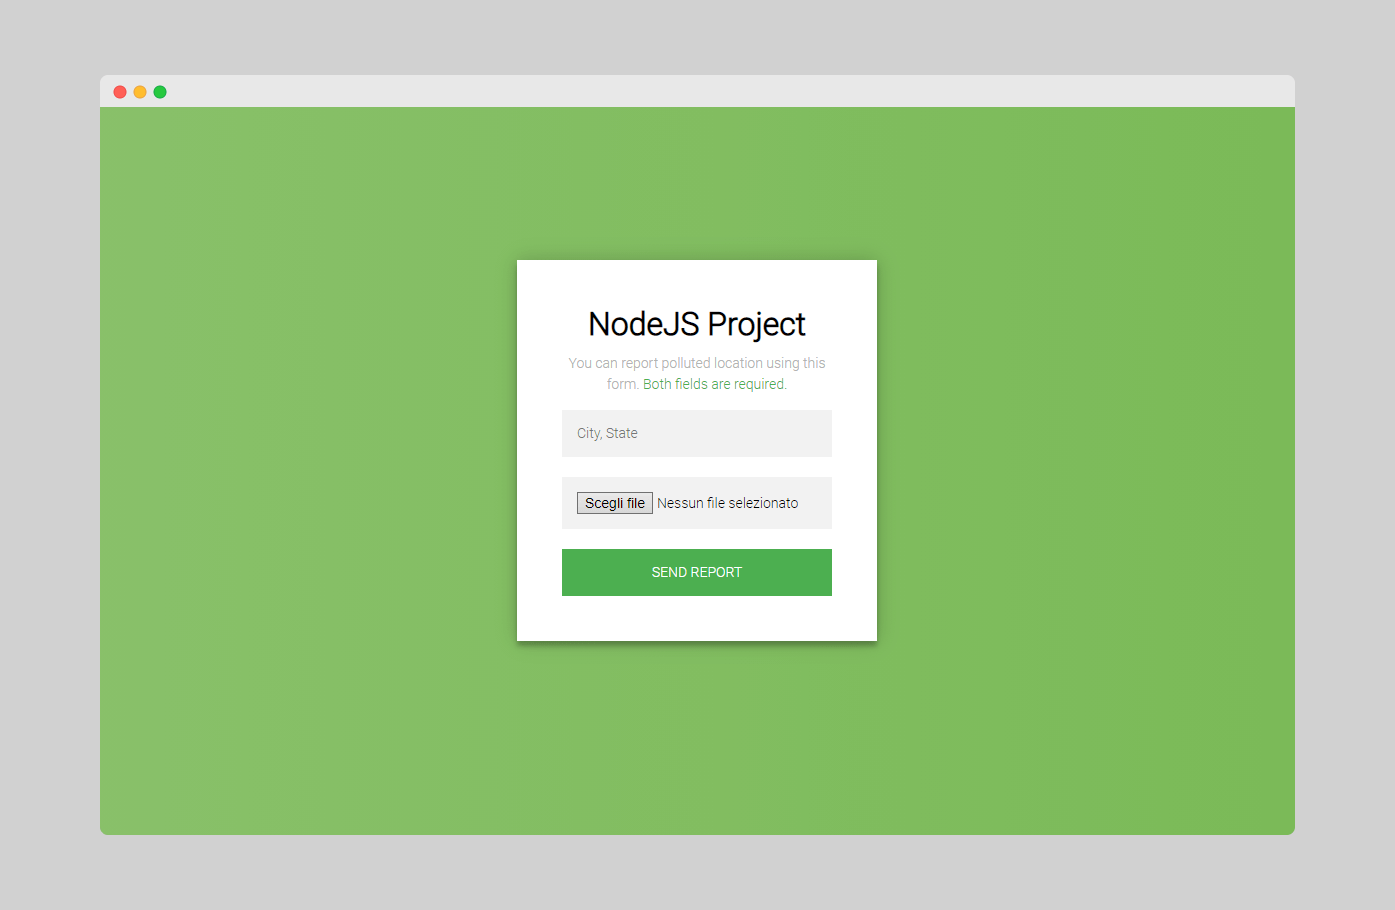 NodeJS Project
You can report polluted location using this
form. Both fields are required.
City, State
Scegli file Nessun file selezionato
SEND REPORT